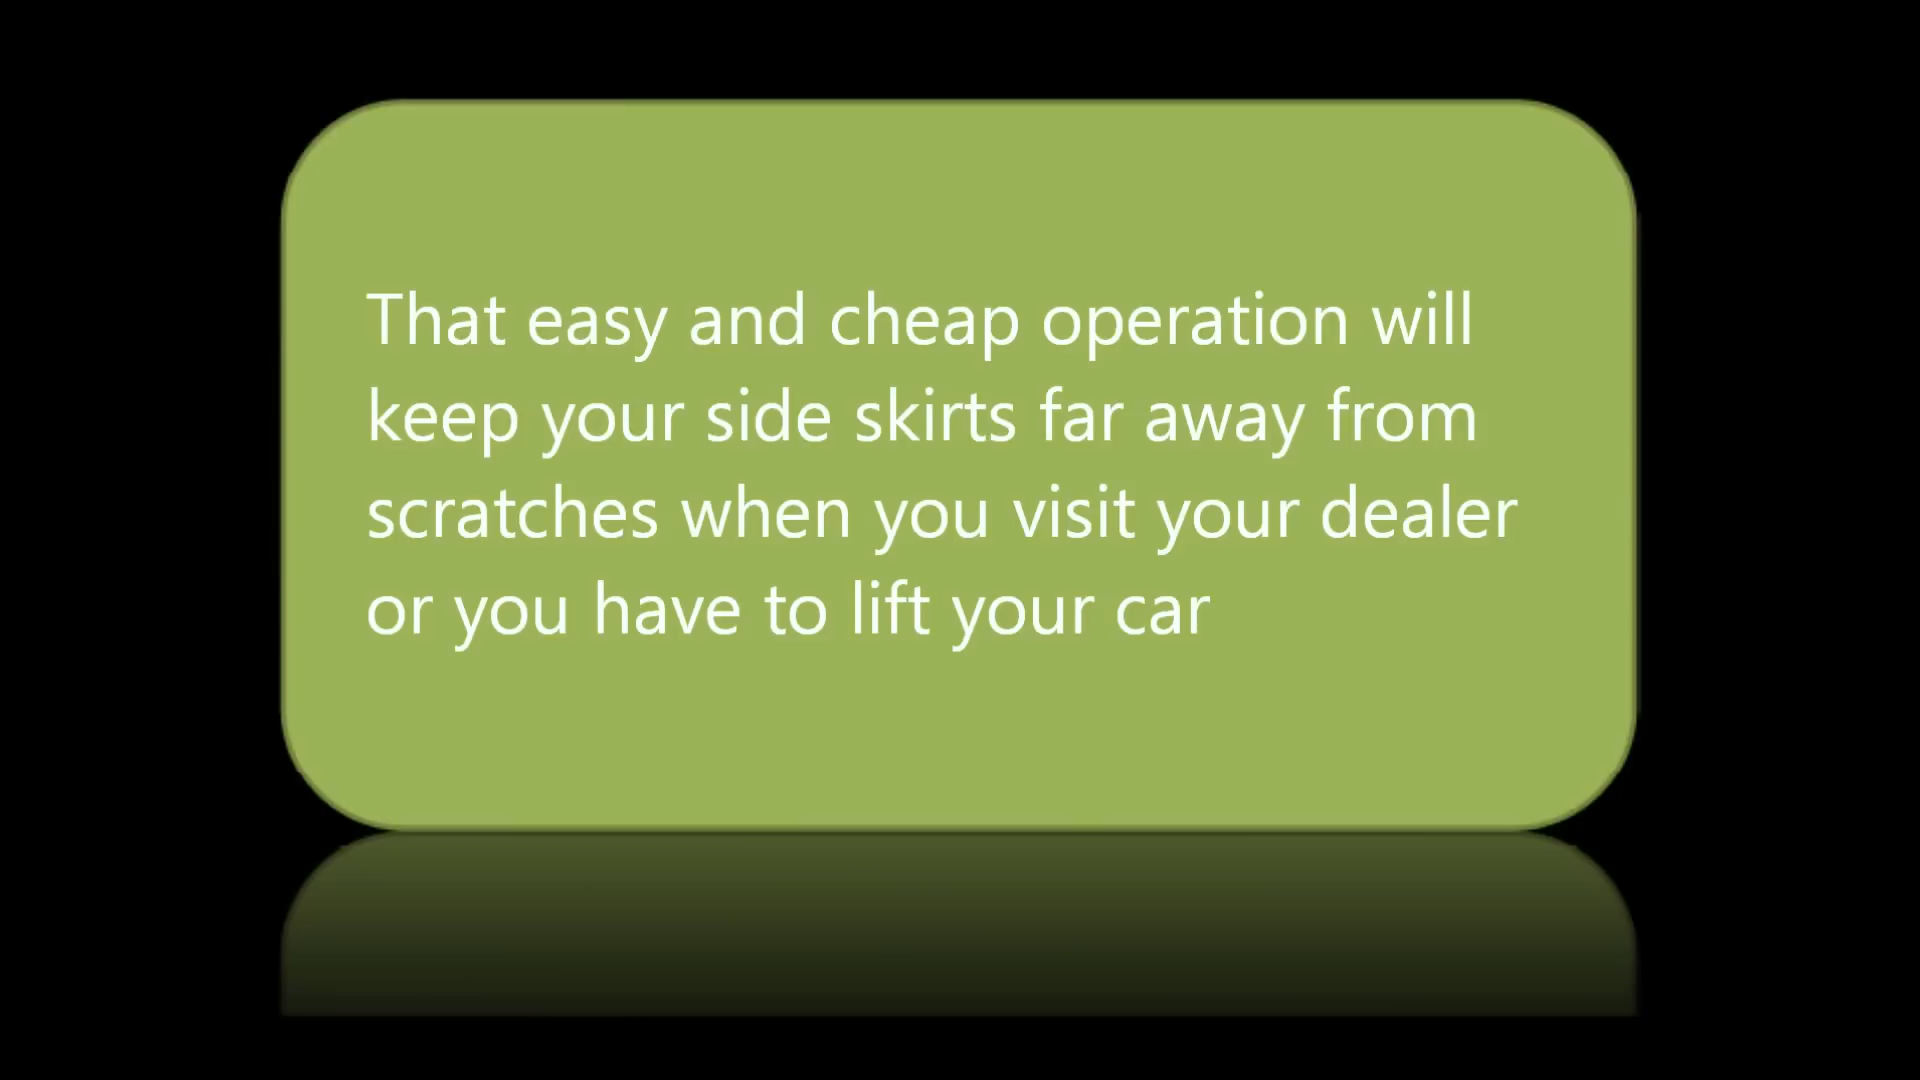 That easy and cheap operation will
keep your side skirts far away from
scratches when you visit your dealer
or you have to lift your car